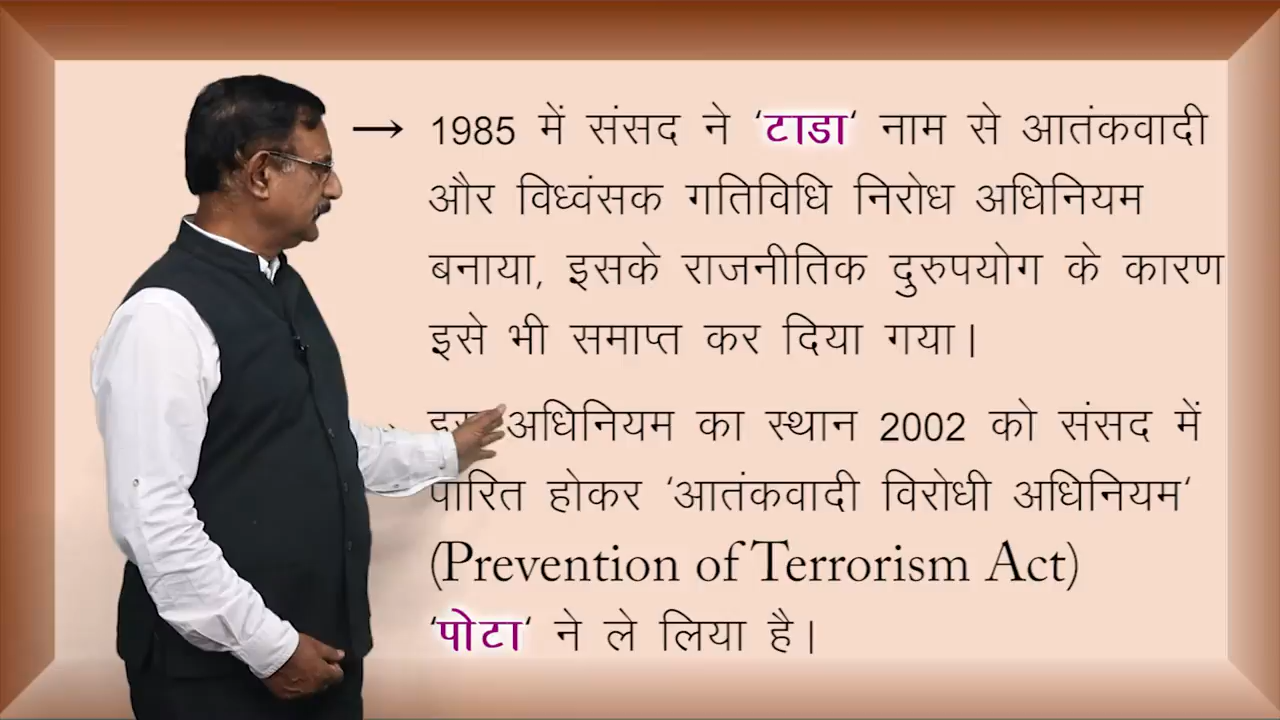 → 1985 में संसद ने ‘टाडा‘ नाम से आतंकवादी
और विध्वंसक गतिविधि निरोध अधिनियम
बनाया, इसके राजनीतिक दुरुपयोग के कारण
इसे भी समाप्त कर दिया गया।
अधिनियम का स्थान 2002 को संसद में
पारित होकर ‘आतंकवादी विरोधी अधिनियम‘
(Prevention of Terrorism Act)
‘पोटा‘ ने ले लिया है।